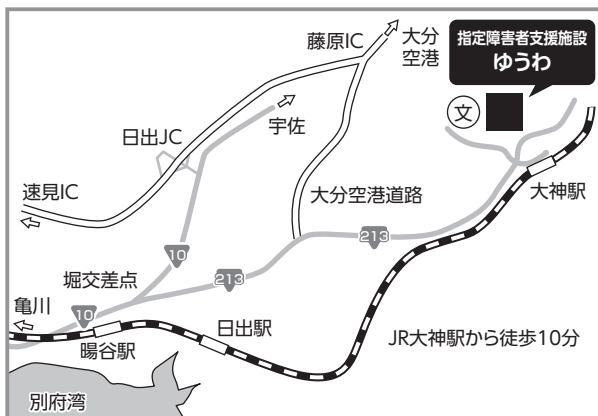 藤原IC
大分
空港
指定障害者支援施設
ゆうわ
文
宇佐
日出JC
速見IC
大分空港道路
大神駅
10
213
213
堀交差点
亀川
10
暘谷駅
日出駅
JR大神駅から徒歩10分
別府湾